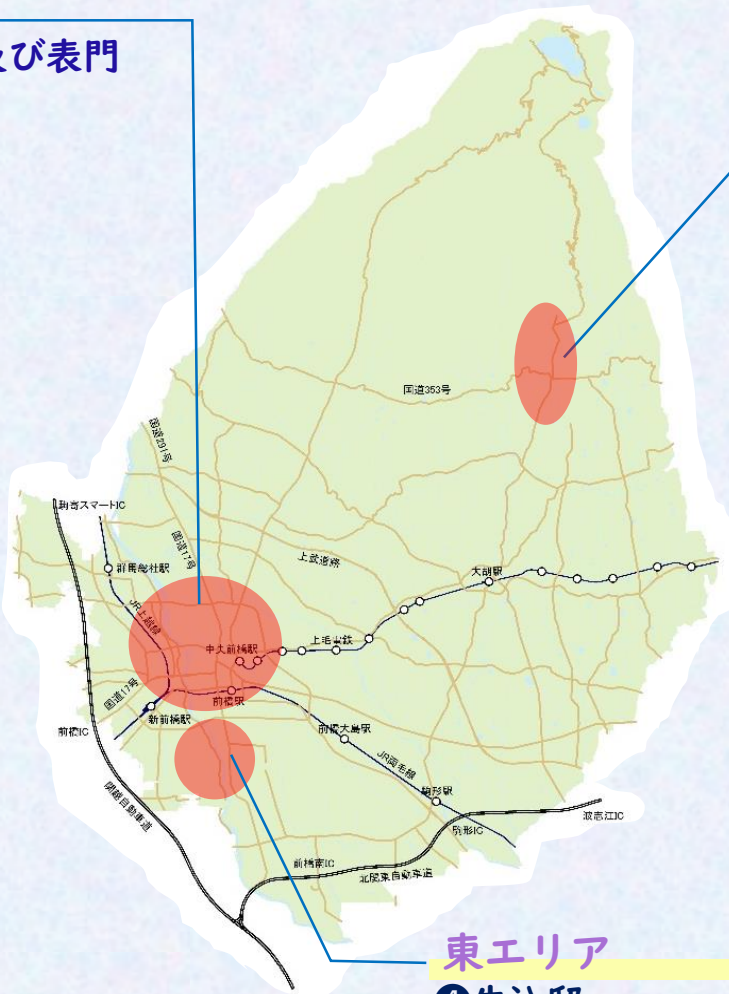 及び表門
国道353号
国道291号
駒寄スマートIC
国道17号
上武道路
群馬総社駅
大胡駅
JR上越線
中央前橋駅
上毛電鉄
国道17号
前橋駅
新前橋駅
前橋IC
前橋大島駅
JR両毛線
駒形駅
関越自動車道
波志江IC
駒形IC
前橋南IC
北関東自動車道
東エリア